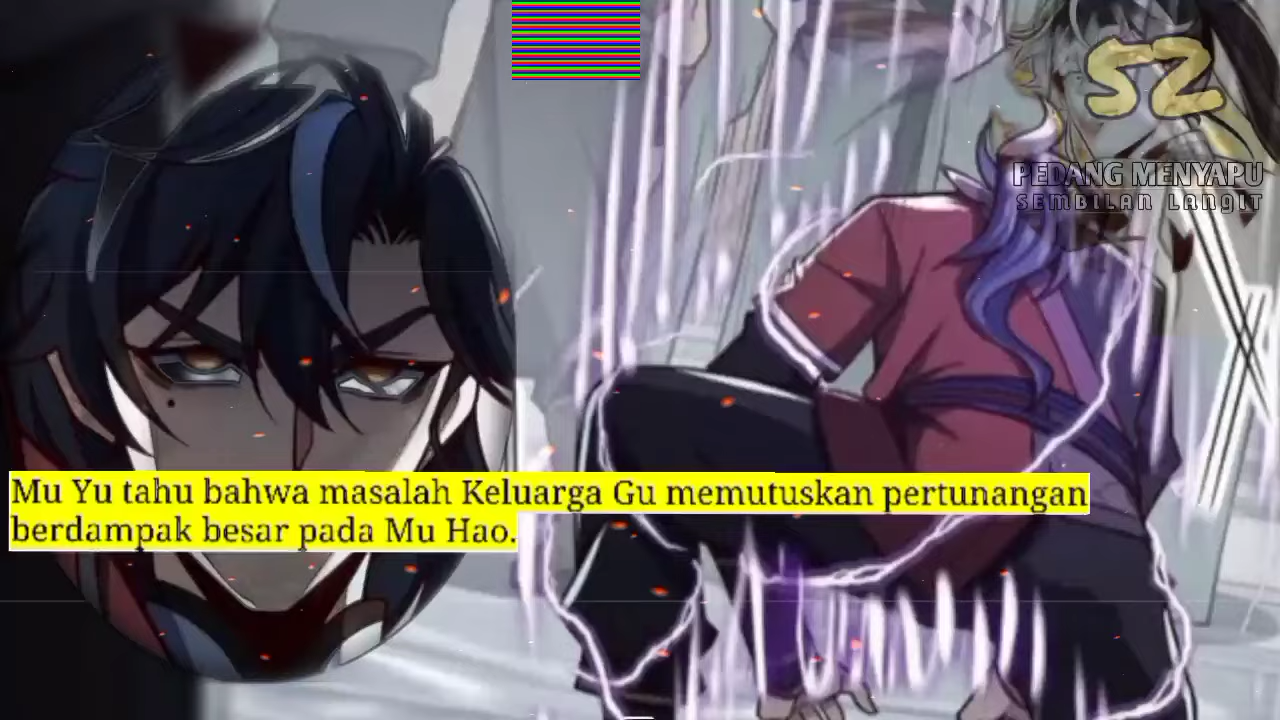 SZ
PEDANG MENYAPU
SEMBILAN LANGIT
Mu Yu tahu bahwa masalah Keluarga Gu memutuskan pertunangan
berdampak besar pada Mu Hao.